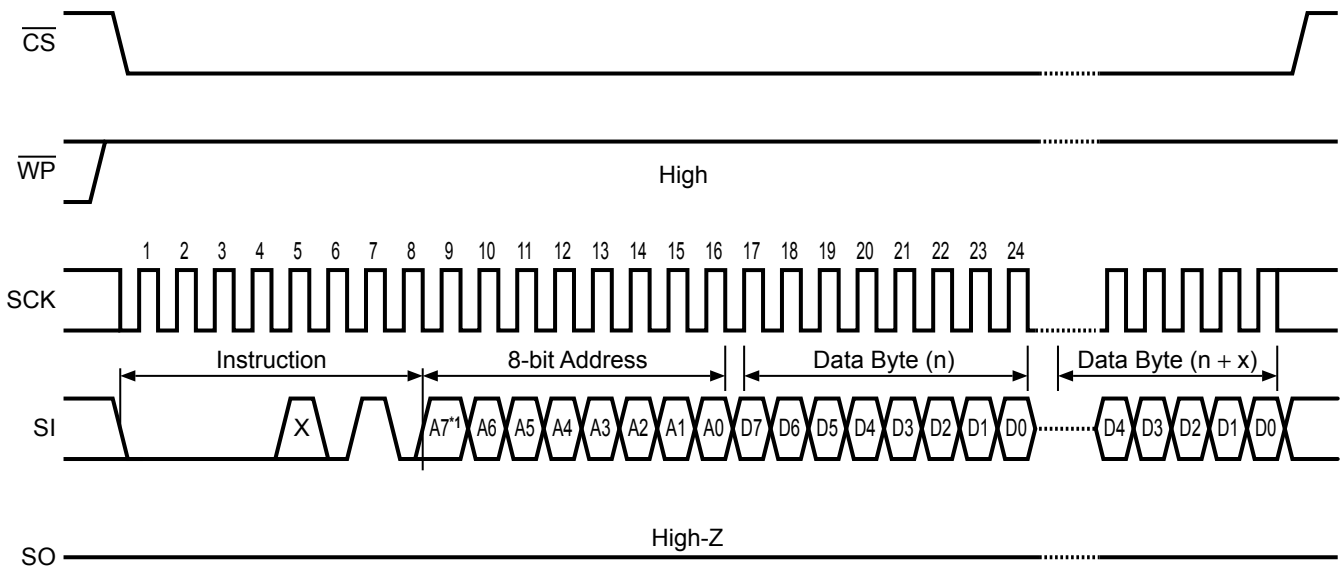 CS
WP
High
1 2 3 4 5 6 7 8 9 10 11 12 13 14 15 16 17 18 19 20 21 22 23 24
SCK
Instruction 8-bit Address Data Byte (n) Data Byte (n + x)
SI X A7*1 A6 A5 A4 A3 A2 A1 A0 D7 D6 D5 D4 D3 D2 D1 D0 D4 D3 D2 D1 D0
High-Z
SO